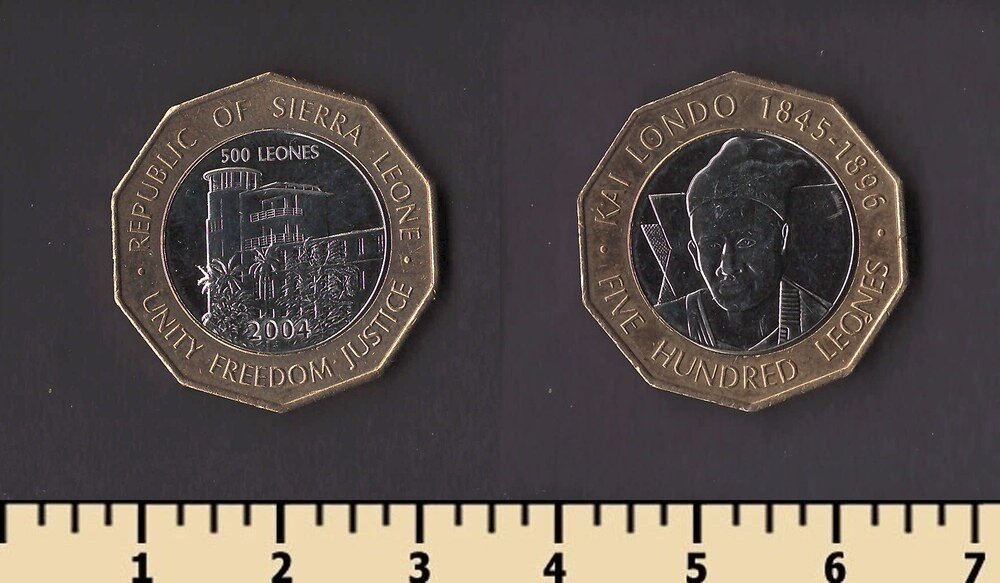 · REPUBLIC OF SIERRA LEONE ·
500 LEONES
2004
UNITY FREEDOM JUSTICE
· KAI LONDO 1845-1896 ·
FIVE HUNDRED LEONES
1 2 3 4 5 6 7